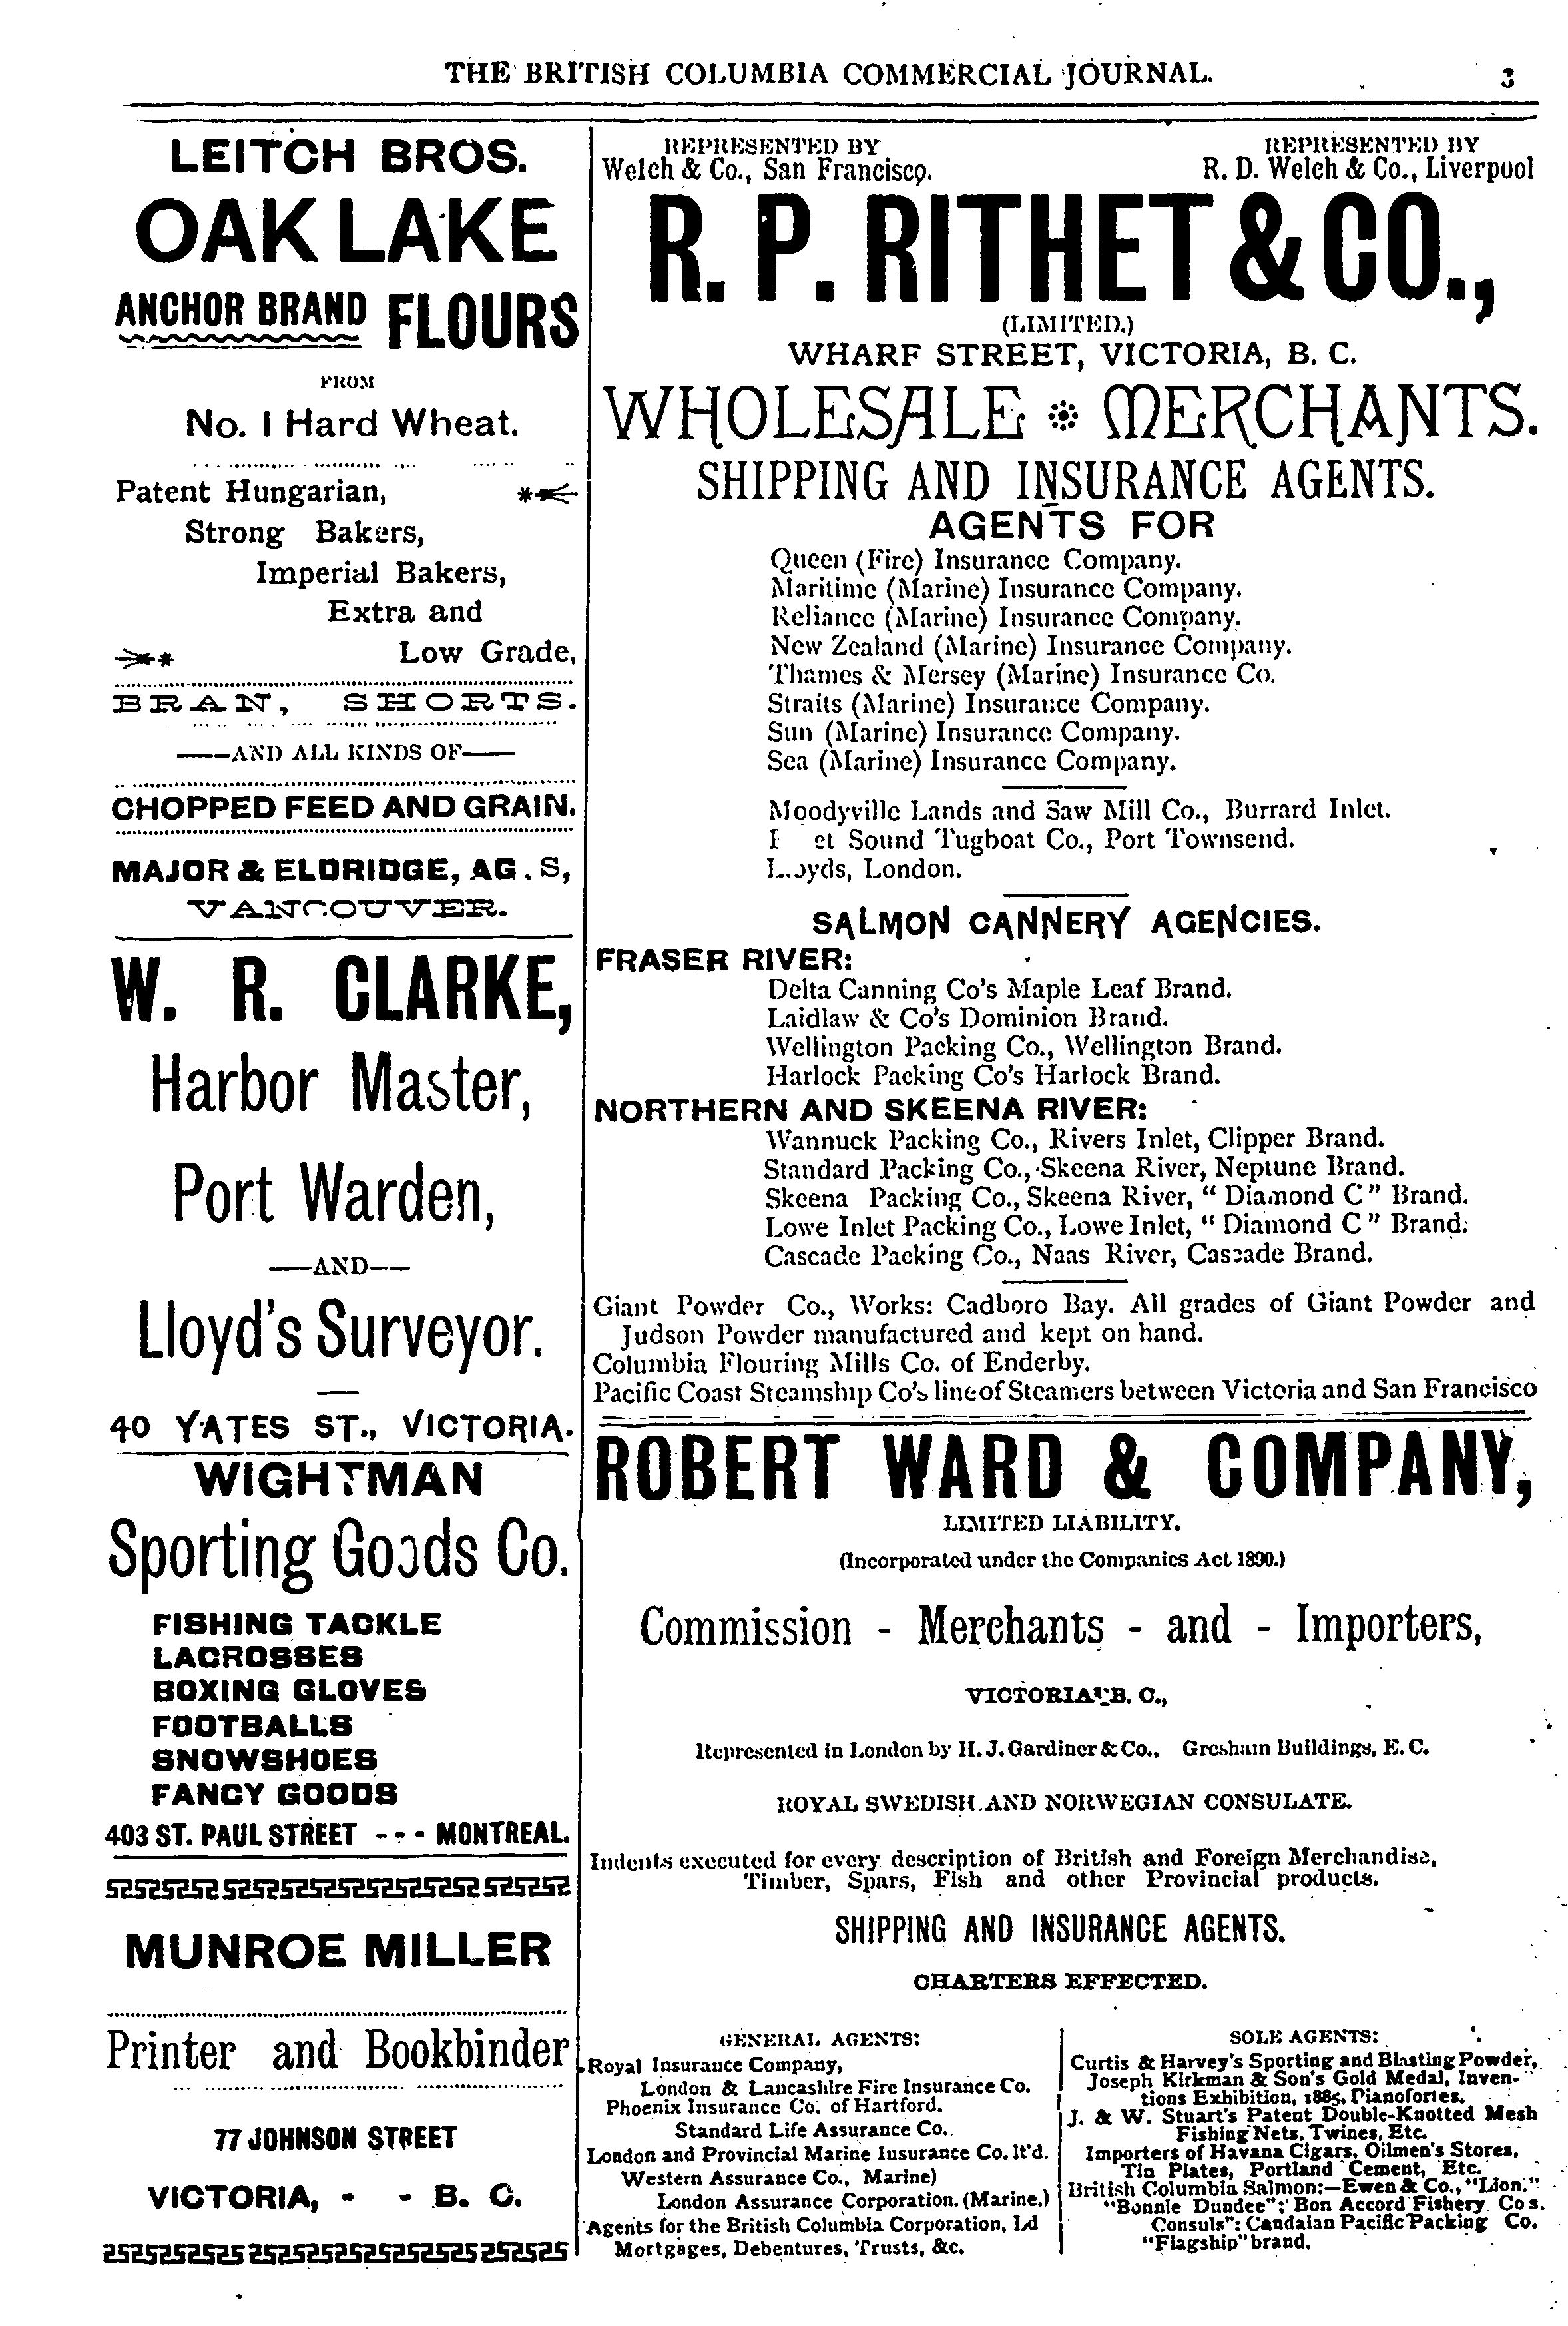 THE BRITISH COLUMBIA COMMERCIAL JOURNAL. 3
LEITCH BROS.
OAK LAKE
ANCHOR BRAND FLOURS
FROM
No. 1 Hard Wheat.
Patent Hungarian,
Strong Bakers,
Imperial Bakers,
Extra and
Low Grade,
BRAN, SHORTS.
——AND ALL KINDS OF——
CHOPPED FEED AND GRAIN.
MAJOR & ELDRIDGE, AG . S,
VANCOUVER.
W. R. CLARKE,
Harbor Master,
Port Warden,
——AND——
Lloyd's Surveyor.
40 YATES ST., VICTORIA.
WIGHTMAN
Sporting Goods Co.
FISHING TACKLE
LACROSSES
BOXING GLOVES
FOOTBALLS
SNOWSHOES
FANCY GOODS
403 ST. PAUL STREET - - - MONTREAL.
MUNROE MILLER
Printer and Bookbinder
77 JOHNSON STREET
VICTORIA, - - B. C.
REPRESENTED BY
Welch & Co., San Francisco.
REPRESENTED BY
R. D. Welch & Co., Liverpool
R. P. RITHET & CO.,
(LIMITED.)
WHARF STREET, VICTORIA, B. C.
WHOLESALE MERCHANTS.
SHIPPING AND INSURANCE AGENTS.
AGENTS FOR
Queen (Fire) Insurance Company.
Maritime (Marine) Insurance Company.
Reliance (Marine) Insurance Company.
New Zealand (Marine) Insurance Company.
Thames & Mersey (Marine) Insurance Co.
Straits (Marine) Insurance Company.
Sun (Marine) Insurance Company.
Sea (Marine) Insurance Company.
Moodyville Lands and Saw Mill Co., Burrard Inlet.
Sound Tugboat Co., Port Townsend.
Lloyds, London.
SALMON CANNERY AGENCIES.
FRASER RIVER:
Delta Canning Co's Maple Leaf Brand.
Laidlaw & Co's Dominion Brand.
Wellington Packing Co., Wellington Brand.
Harlock Packing Co's Harlock Brand.
NORTHERN AND SKEENA RIVER:
Wannuck Packing Co., Rivers Inlet, Clipper Brand.
Standard Packing Co., Skeena River, Neptune Brand.
Skeena Packing Co., Skeena River, " Diamond C " Brand.
Lowe Inlet Packing Co., Lowe Inlet, " Diamond C " Brand.
Cascade Packing Co., Naas River, Cascade Brand.
Giant Powder Co., Works: Cadboro Bay. All grades of Giant Powder and
Judson Powder manufactured and kept on hand.
Columbia Flouring Mills Co. of Enderby.
Pacific Coast Steamship Co's line of Steamers between Victoria and San Francisco
ROBERT WARD & COMPANY,
LIMITED LIABILITY.
(Incorporated under the Companies Act 1890.)
Commission - Merchants - and - Importers,
VICTORIA, B. C.,
Represented in London by H. J. Gardiner & Co., Gresham Buildings, E. C.
ROYAL SWEDISH AND NORWEGIAN CONSULATE.
Indents executed for every description of British and Foreign Merchandise,
Timber, Spars, Fish and other Provincial products.
SHIPPING AND INSURANCE AGENTS.
CHARTERS EFFECTED.
GENERAL AGENTS:
Royal Insurance Company,
London & Lancashire Fire Insurance Co.
Phoenix Insurance Co. of Hartford.
Standard Life Assurance Co.
London and Provincial Marine Insurance Co. lt'd.
Western Assurance Co., Marine)
London Assurance Corporation. (Marine.)
Agents for the British Columbia Corporation, Ld
Mortgages, Debentures, Trusts, &c.
SOLE AGENTS:
Curtis & Harvey's Sporting and Blasting Powder,
Joseph Kirkman & Son's Gold Medal, Inven-
tions Exhibition, 1885, Pianofortes.
J. & W. Stuart's Patent Double-Knotted Mesh
Fishing Nets, Twines, Etc.
Importers of Havana Cigars, Oilmen's Stores,
Tin Plates, Portland Cement, Etc.
British Columbia Salmon:—Ewen & Co., "Lion."
"Bonnie Dundee"; Bon Accord Fishery Cos.
Consuls"; Candaian Pacific Packing Co.
"Flagship" brand.